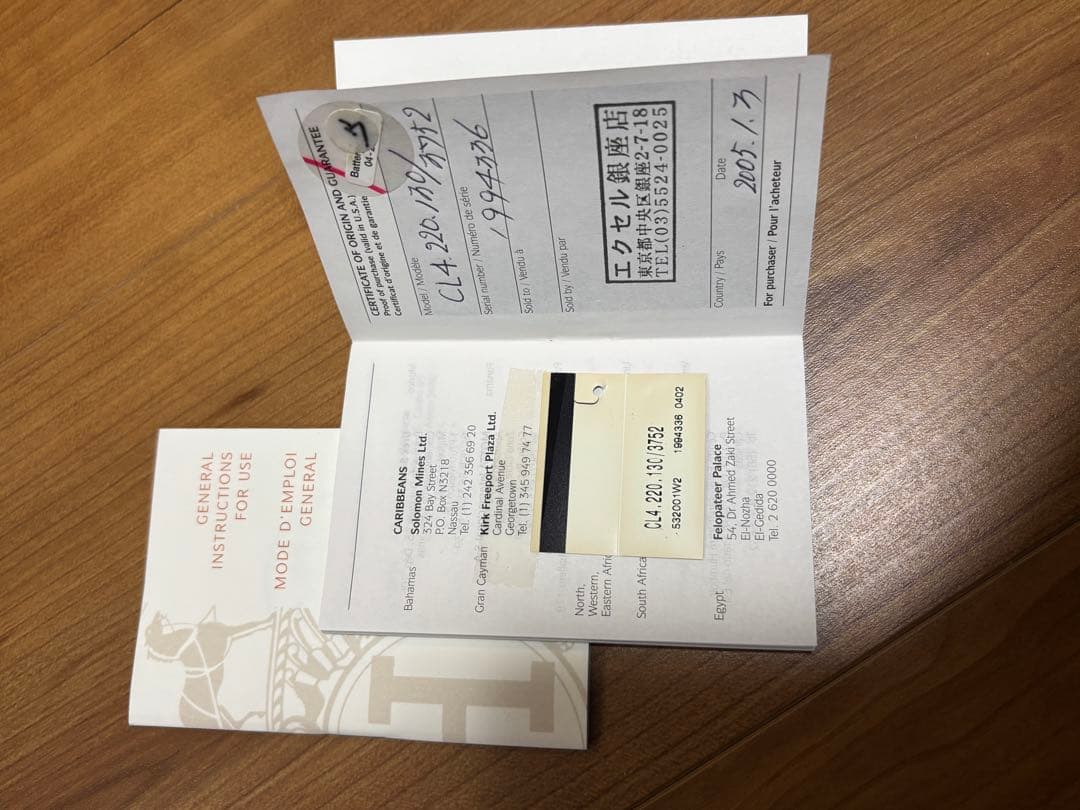 CERTIFICATE OF ORIGIN AND GUARANTEE
Proof of purchase (valid in U.S.A.)
Certificat d'origine et de garantie
Batter
04-
Model / Modèle
CL4.220.130/3752
Serial number / Numéro de série
1994336
Sold to / Vendu à
Sold by / Vendu par
エクセル銀座店
東京都中央区銀座2-7-18
TEL(03)5524-0025
Country / Pays
Date
2005.1.3
For purchaser / Pour l'acheteur
CARIBBEANS
Bahamas
Solomon Mines Ltd.
324 Bay Street
P.O. Box N3218
Nassau
Tel. (1) 242 356 69 20
Gran Cayman
Kirk Freeport Plaza Ltd.
Cardinal Avenue
Georgetown
Tel. (1) 345 949 74 77
North,
Western,
Eastern Afri
South Africa
Egypt
Felopateer Palace
54, Dr Ahmed Zaki Street
El-Nozha
El-Gedida
Tel. 2 620 0000
CL4.220.130/3752
532001W2 1994336 0402
GENERAL
INSTRUCTIONS
FOR USE
MODE D'EMPLOI
GENERAL